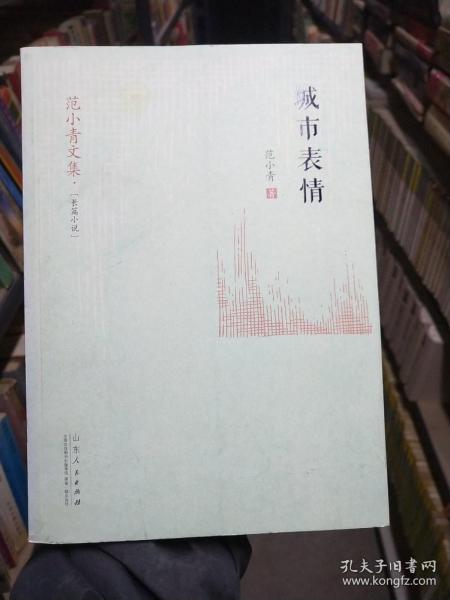 城市表情
范小青 著
范小青文集·[长篇小说]
山东人民出版社
孔夫子旧书网
www.kongfz.com